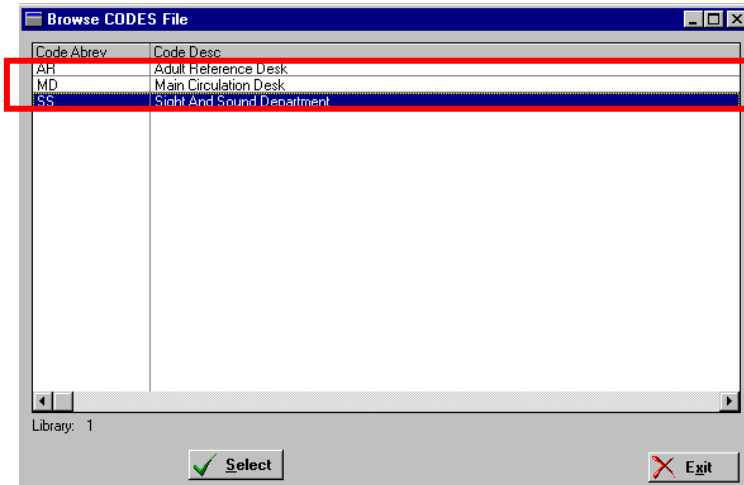 Browse CODES File
Code Abrev Code Desc
AR Adult Reference Desk
MD Main Circulation Desk
SS Sight And Sound Department
Library: 1
Select Exit